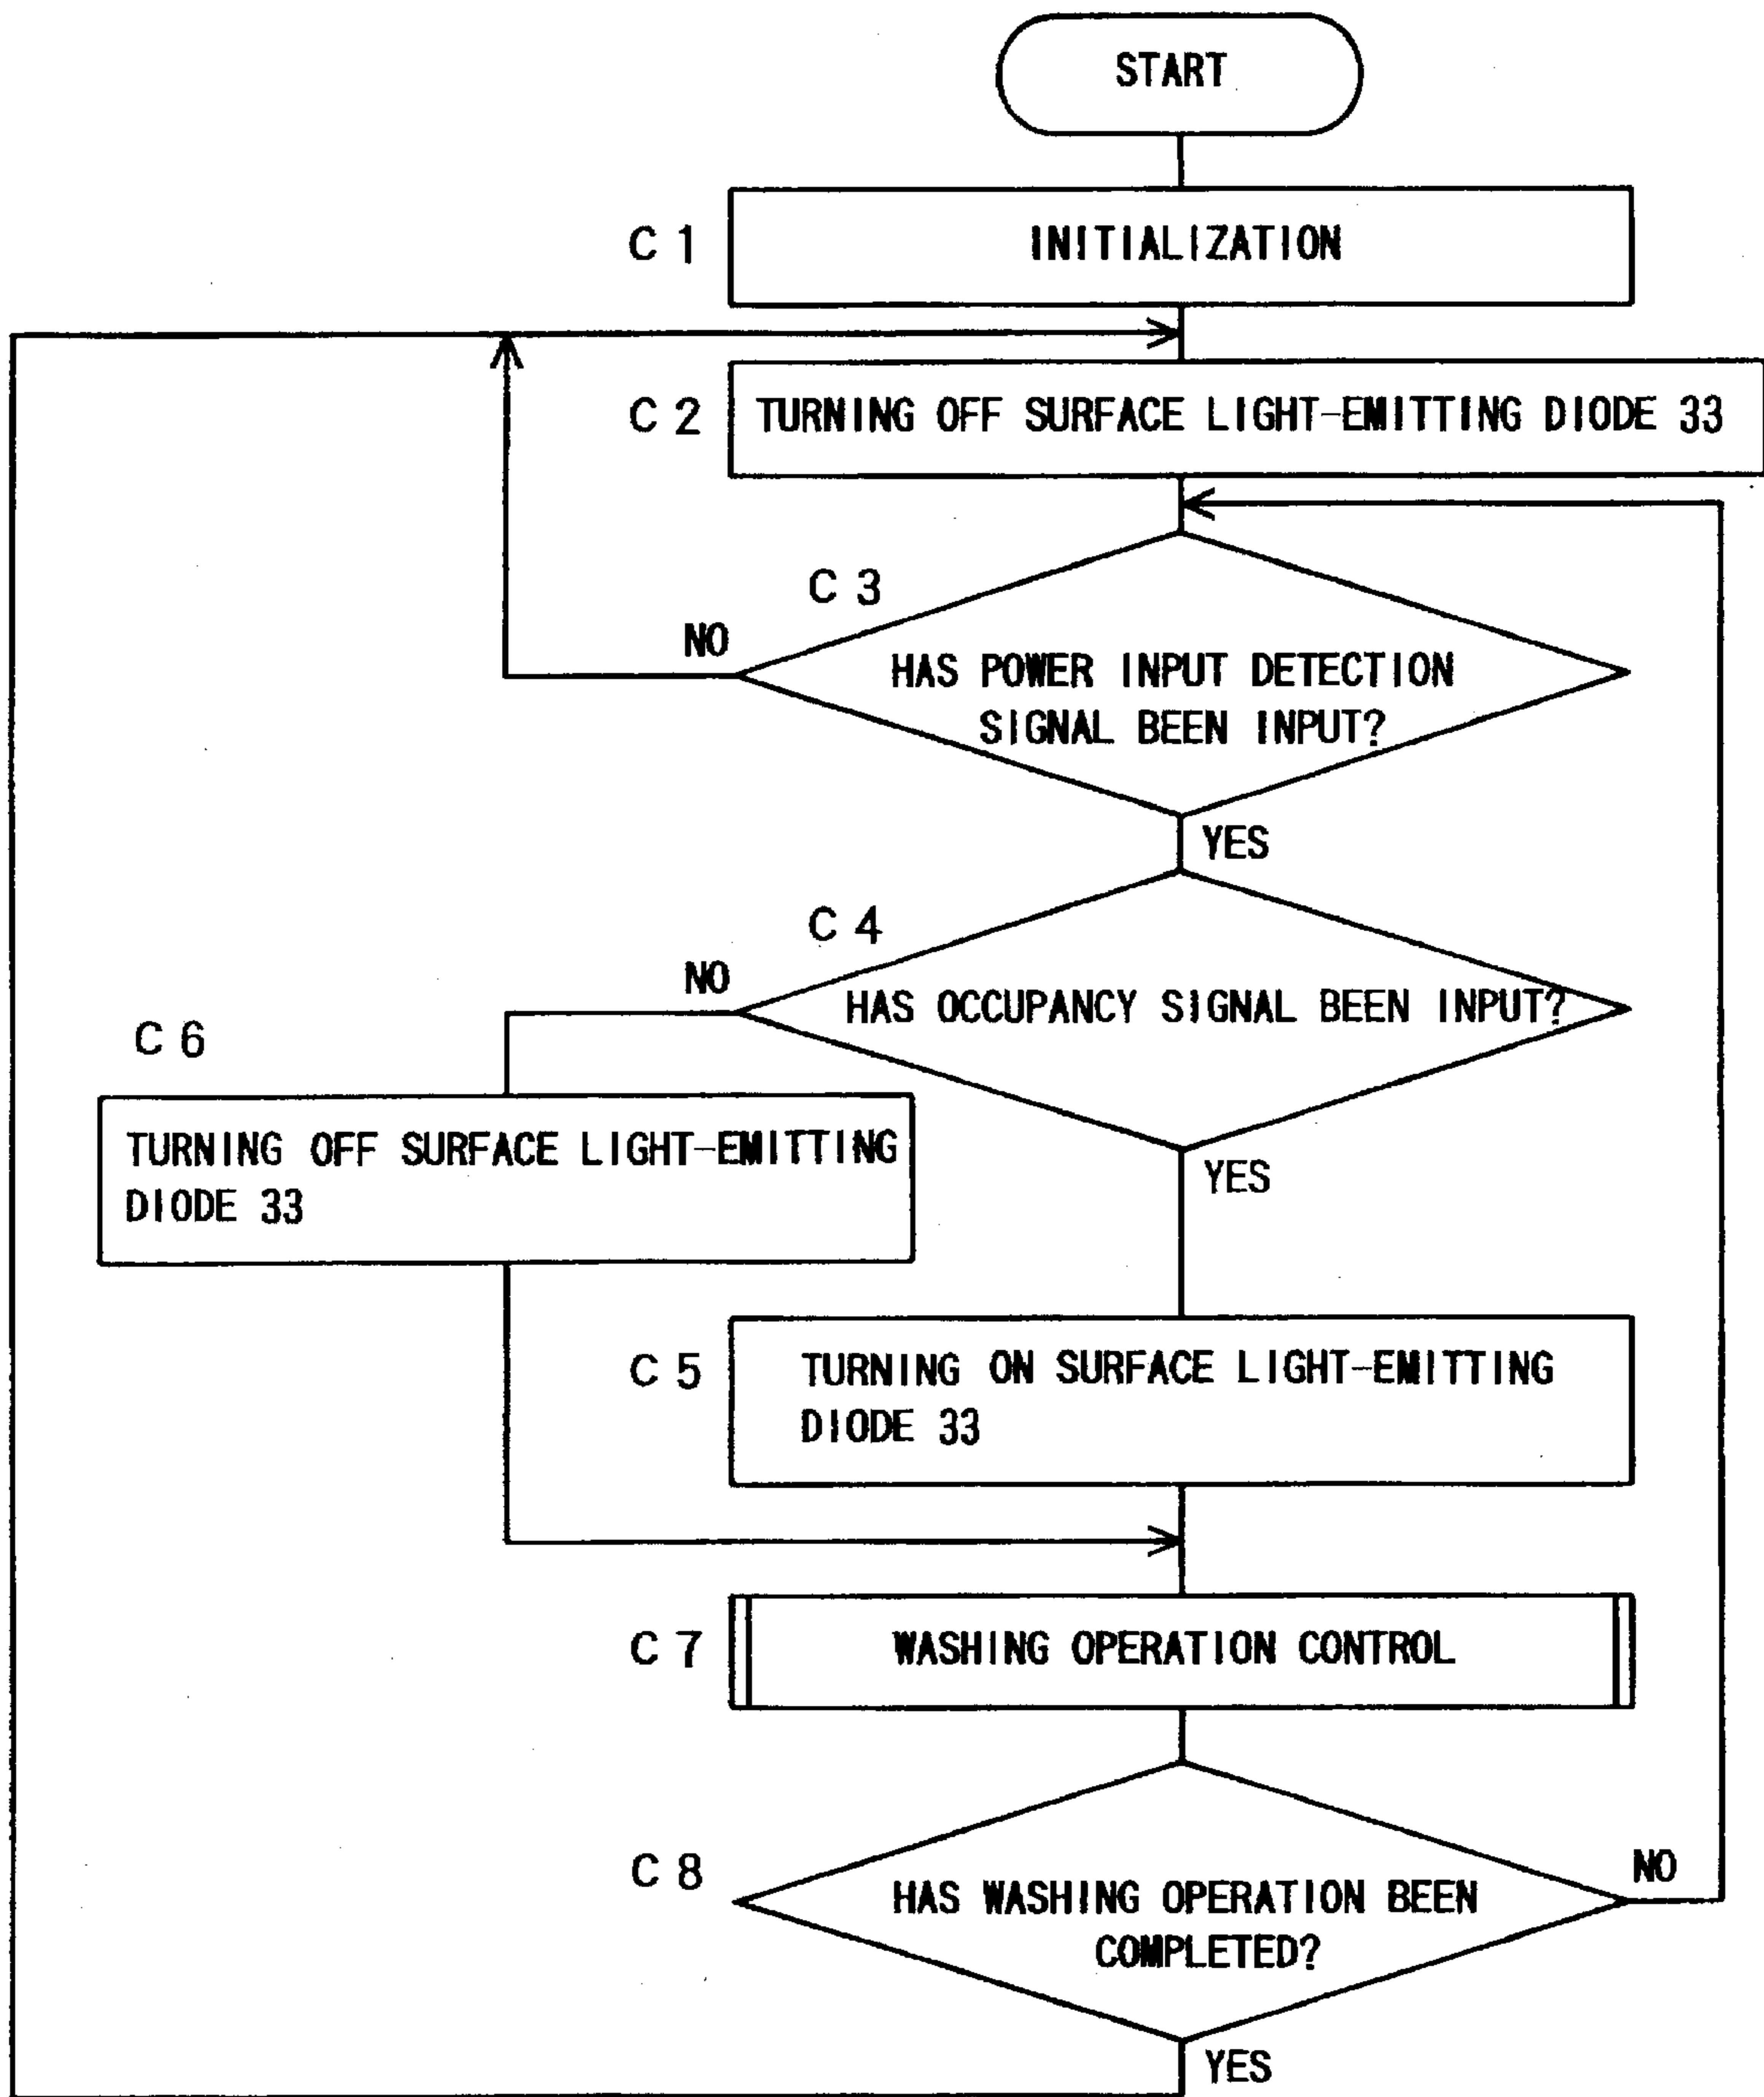 START
C 1
INITIALIZATION
C 2
TURNING OFF SURFACE LIGHT-EMITTING DIODE 33
C 3
NO
HAS POWER INPUT DETECTION
SIGNAL BEEN INPUT?
YES
C 4
NO
HAS OCCUPANCY SIGNAL BEEN INPUT?
C 6
TURNING OFF SURFACE LIGHT-EMITTING
DIODE 33
YES
C 5
TURNING ON SURFACE LIGHT-EMITTING
DIODE 33
C 7
WASHING OPERATION CONTROL
C 8
NO
HAS WASHING OPERATION BEEN
COMPLETED?
YES